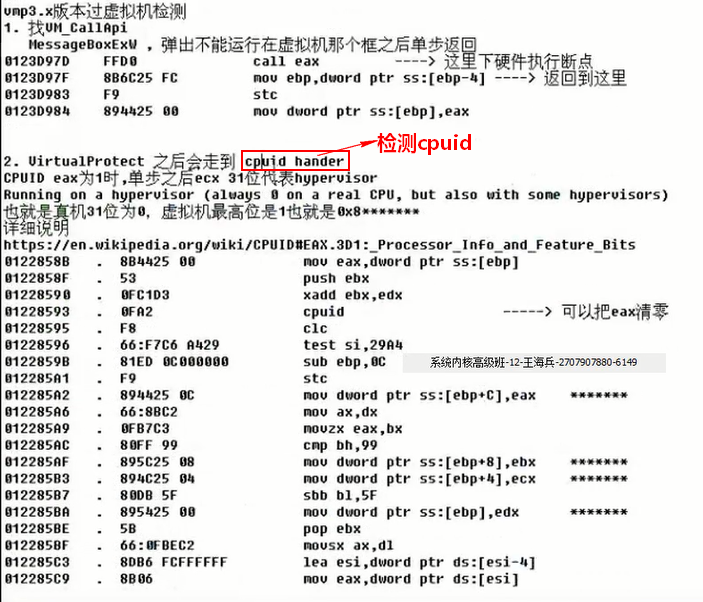 vmp3.x版本过虚拟机检测
1. 找VM_CallApi
MessageBoxExW , 弹出不能运行在虚拟机那个框之后单步返回
0123D97D FFD0 call eax ----> 这里下硬件执行断点
0123D97F 8B6C25 FC mov ebp,dword ptr ss:[ebp-4] ----> 返回到这里
0123D983 F9 stc
0123D984 894425 00 mov dword ptr ss:[ebp],eax
2. VirtualProtect 之后会走到 cpuid hander
检测cpuid
CPUID eax为1时,单步之后ecx 31位代表hypervisor
Running on a hypervisor (always 0 on a real CPU, but also with some hypervisors)
也就是真机31位为0, 虚拟机最高位是1也就是0x8*******
详细说明
https://en.wikipedia.org/wiki/CPUID#EAX.3D1:_Processor_Info_and_Feature_Bits
0122858B . 8B4425 00 mov eax,dword ptr ss:[ebp]
0122858F . 53 push ebx
01228590 . 0FC1D3 xadd ebx,edx
01228593 . 0FA2 cpuid -----> 可以把eax清零
01228595 . F8 clc
01228596 . 66:F7C6 A429 test si,29A4
0122859B . 81ED 0C000000 sub ebp,0C
系统内核高级班-12-王海兵-2707907880-6149
012285A1 . F9 stc
012285A2 . 894425 0C mov dword ptr ss:[ebp+C],eax *******
012285A6 . 66:8BC2 mov ax,dx
012285A9 . 0FB7C3 movzx eax,bx
012285AC . 80FF 99 cmp bh,99
012285AF . 895C25 08 mov dword ptr ss:[ebp+8],ebx *******
012285B3 . 894C25 04 mov dword ptr ss:[ebp+4],ecx *******
012285B7 . 80DB 5F sbb bl,5F
012285BA . 895425 00 mov dword ptr ss:[ebp],edx *******
012285BE . 5B pop ebx
012285BF . 66:0FBEC2 movsx ax,dl
012285C3 . 8DB6 FCFFFFFF lea esi,dword ptr ds:[esi-4]
012285C9 . 8B06 mov eax,dword ptr ds:[esi]